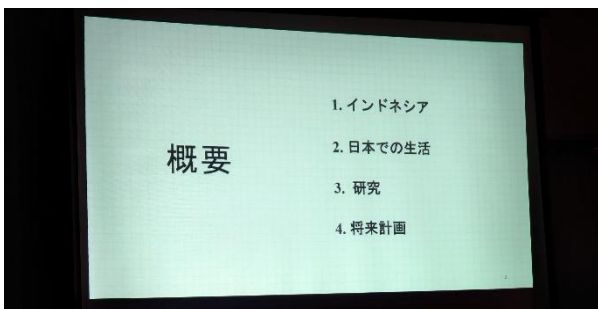 概要
1. インドネシア
2. 日本での生活
3. 研究
4. 将来計画